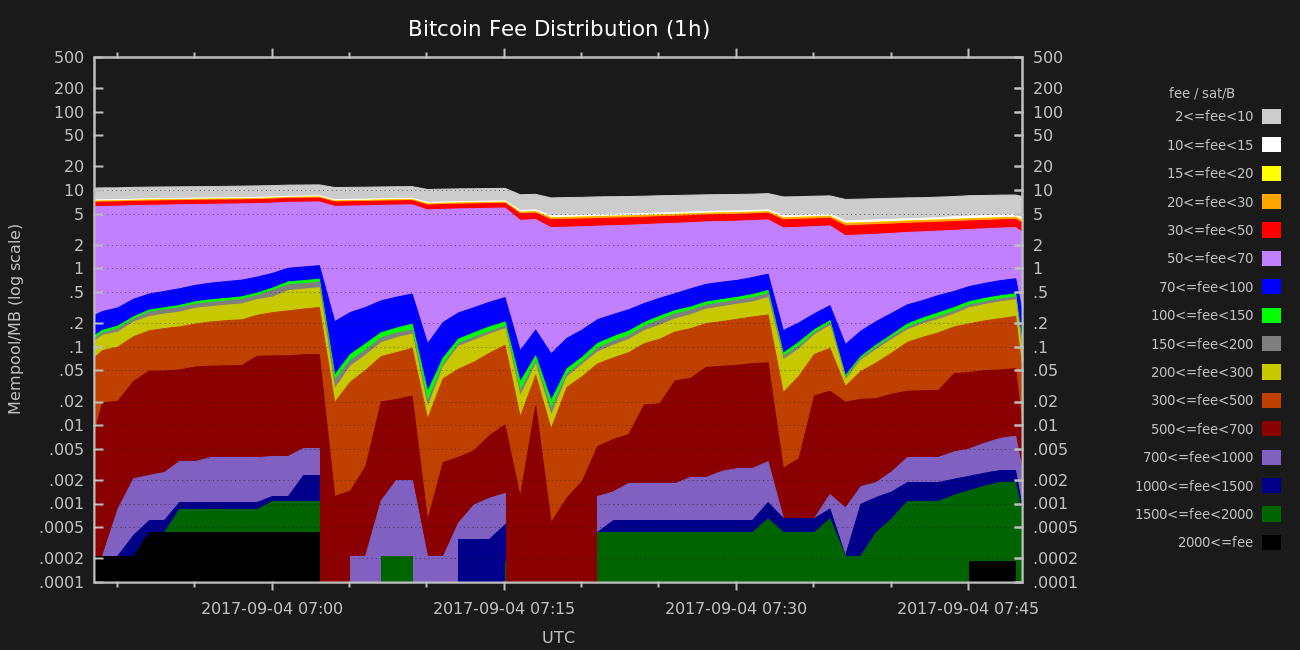 Bitcoin Fee Distribution (1h)
500
200
100
50
20
10
5
2
1
.5
.2
.1
.05
.02
.01
.005
.002
.001
.0005
.0002
.0001
Mempool/MB (log scale)
500
200
100
50
20
10
5
2
1
.5
.2
.1
.05
.02
.01
.005
.002
.001
.0005
.0002
.0001
2017-09-04 07:00 2017-09-04 07:15 2017-09-04 07:30 2017-09-04 07:45
UTC
fee / sat/B
2<=fee<10
10<=fee<15
15<=fee<20
20<=fee<30
30<=fee<50
50<=fee<70
70<=fee<100
100<=fee<150
150<=fee<200
200<=fee<300
300<=fee<500
500<=fee<700
700<=fee<1000
1000<=fee<1500
1500<=fee<2000
2000<=fee